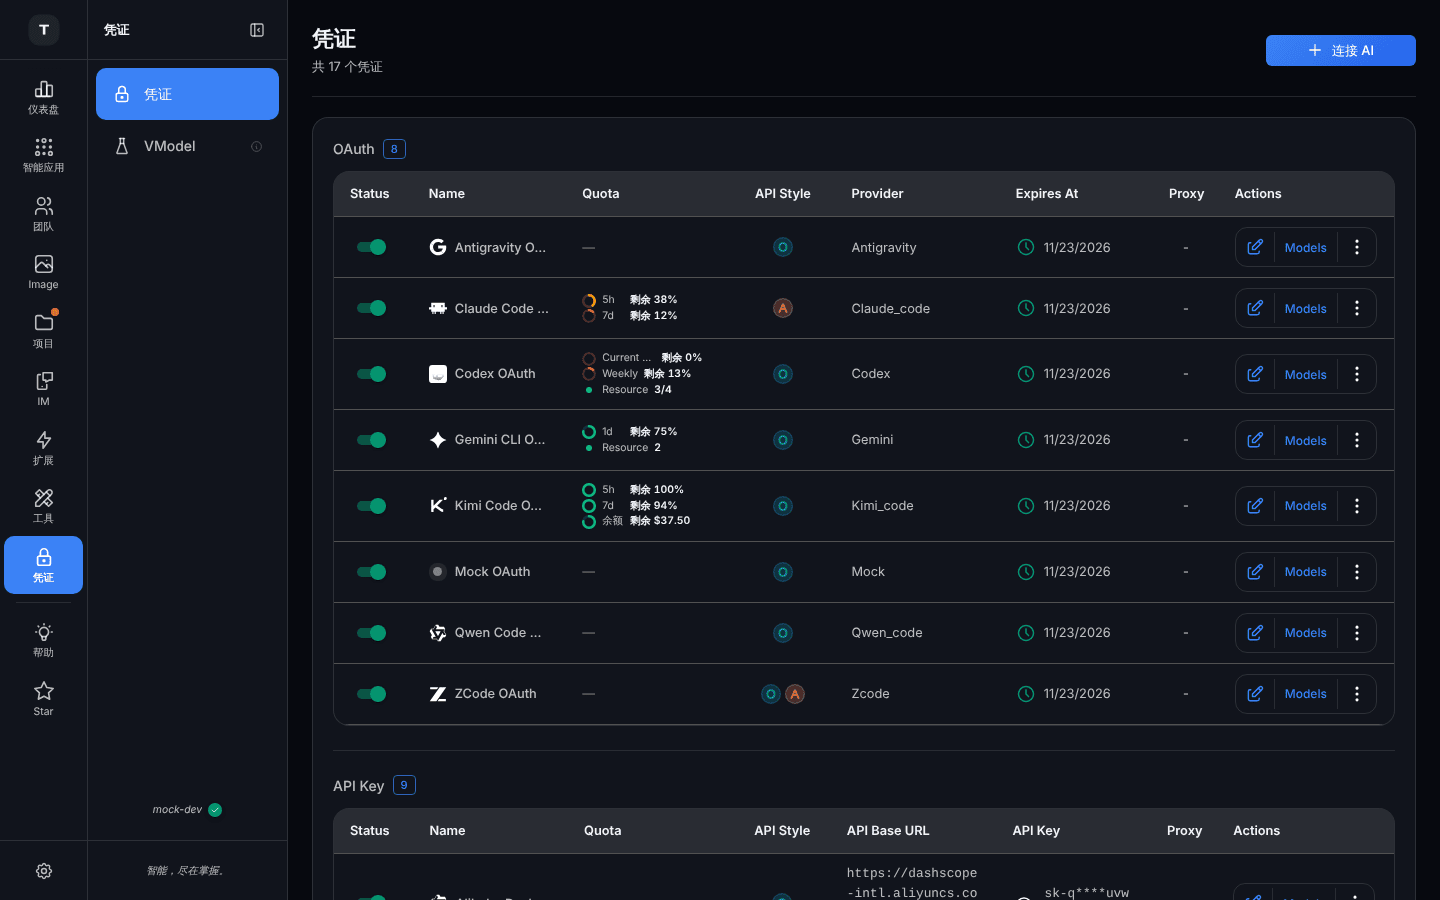 T
凭证
仪表盘
智能应用
团队
Image
项目
IM
扩展
工具
凭证
帮助
Star
凭证
VModel
mock-dev
智能，尽在掌握。
凭证
共 17 个凭证
连接 AI
OAuth 8
Status Name Quota API Style Provider Expires At Proxy Actions
Antigravity O... — O Antigravity 11/23/2026 - Models
Claude Code ... 5h 剩余 38% A Claude_code 11/23/2026 - Models
7d 剩余 12%
Codex OAuth Current ... 剩余 0% O Codex 11/23/2026 - Models
Weekly 剩余 13%
Resource 3/4
Gemini CLI O... 1d 剩余 75% O Gemini 11/23/2026 - Models
Resource 2
Kimi Code O... 5h 剩余 100% O Kimi_code 11/23/2026 - Models
7d 剩余 94%
余额 剩余 $37.50
Mock OAuth — O Mock 11/23/2026 - Models
Qwen Code ... — O Qwen_code 11/23/2026 - Models
ZCode OAuth — O A Zcode 11/23/2026 - Models
API Key 9
Status Name Quota API Style API Base URL API Key Proxy Actions
https://dashscope
-intl.aliyuncs.co
sk-q****uvw